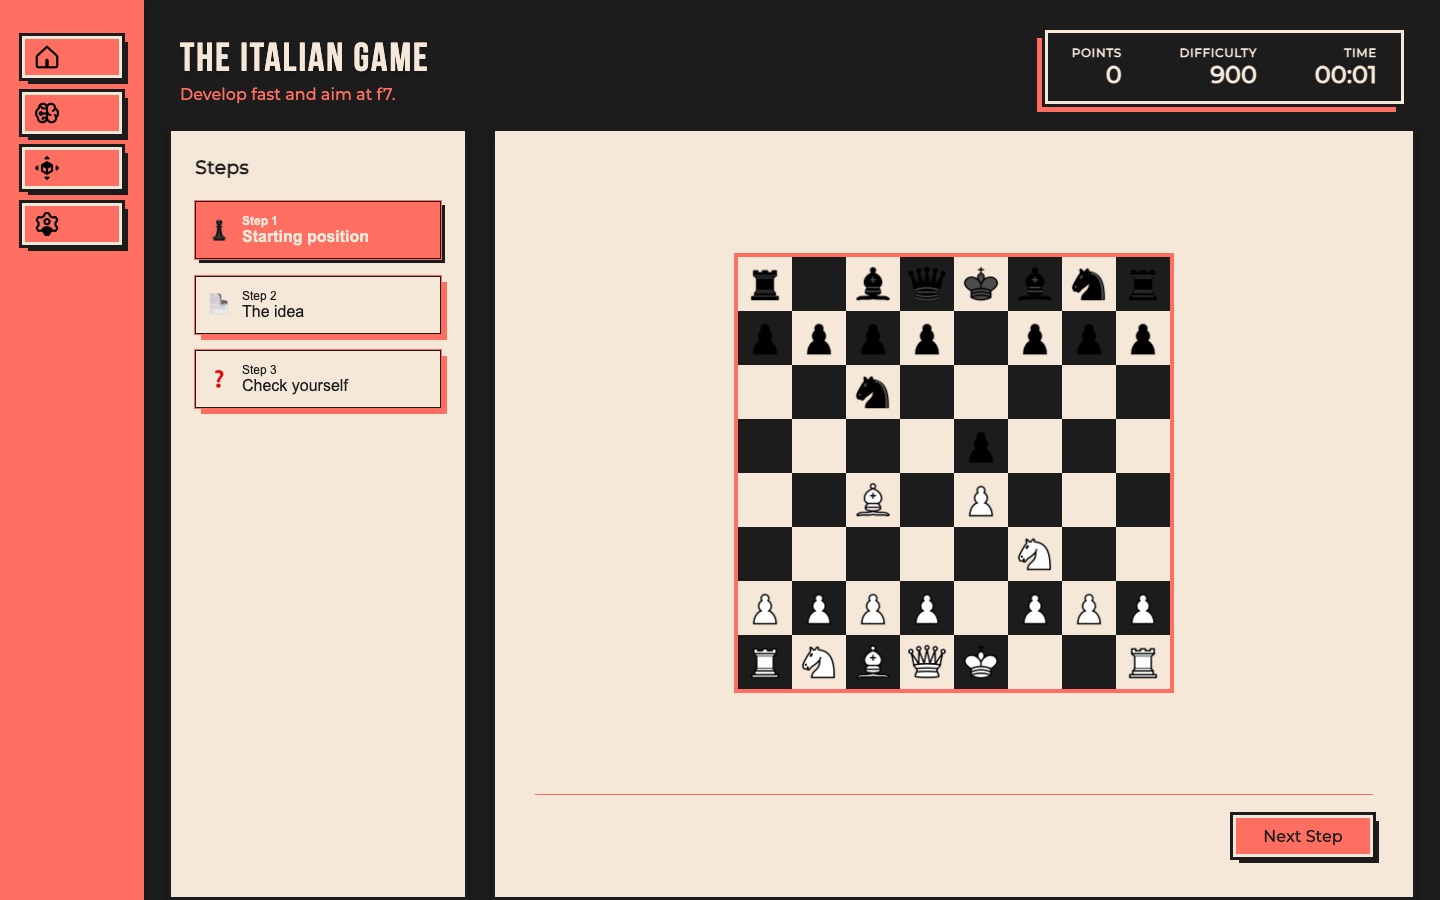 THE ITALIAN GAME
Develop fast and aim at f7.
POINTS
0
DIFFICULTY
900
TIME
00:01
Steps
Step 1
Starting position
Step 2
The idea
?
Step 3
Check yourself
Next Step